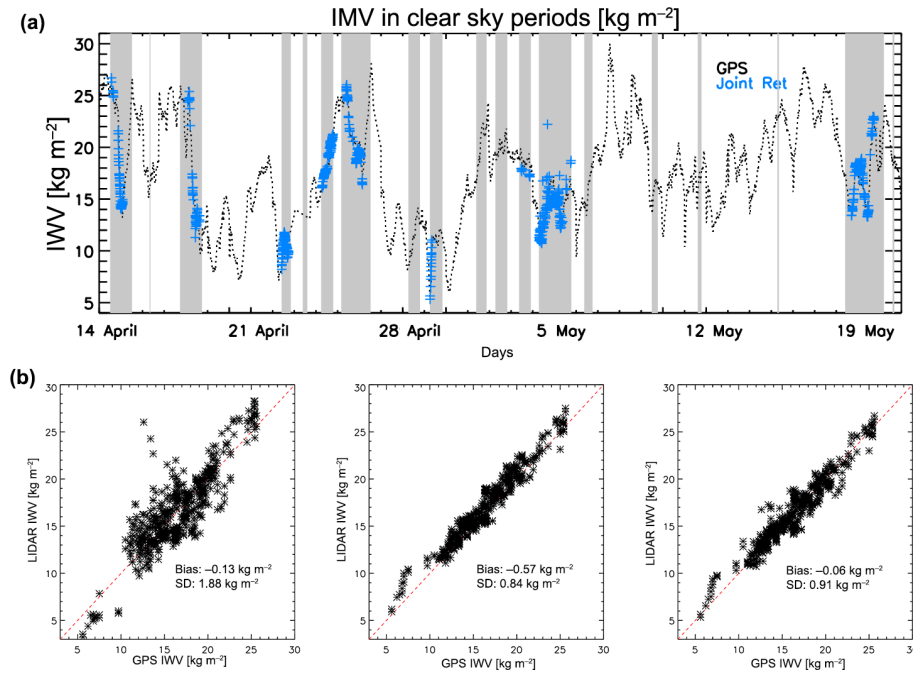 (a)
IMV in clear sky periods [kg m−2]
IWV [kg m−2]
30
25
20
15
10
5
GPS
Joint Ret
14 April
21 April
28 April
5 May
12 May
19 May
Days
(b)
LIDAR IWV [kg m−2]
30
25
20
15
10
5
Bias: −0.13 kg m−2
SD: 1.88 kg m−2
5 10 15 20 25 30
GPS IWV [kg m−2]
LIDAR IWV [kg m−2]
30
25
20
15
10
5
Bias: −0.57 kg m−2
SD: 0.84 kg m−2
5 10 15 20 25 30
GPS IWV [kg m−2]
LIDAR IWV [kg m−2]
30
25
20
15
10
5
Bias: −0.06 kg m−2
SD: 0.91 kg m−2
5 10 15 20 25 30
GPS IWV [kg m−2]